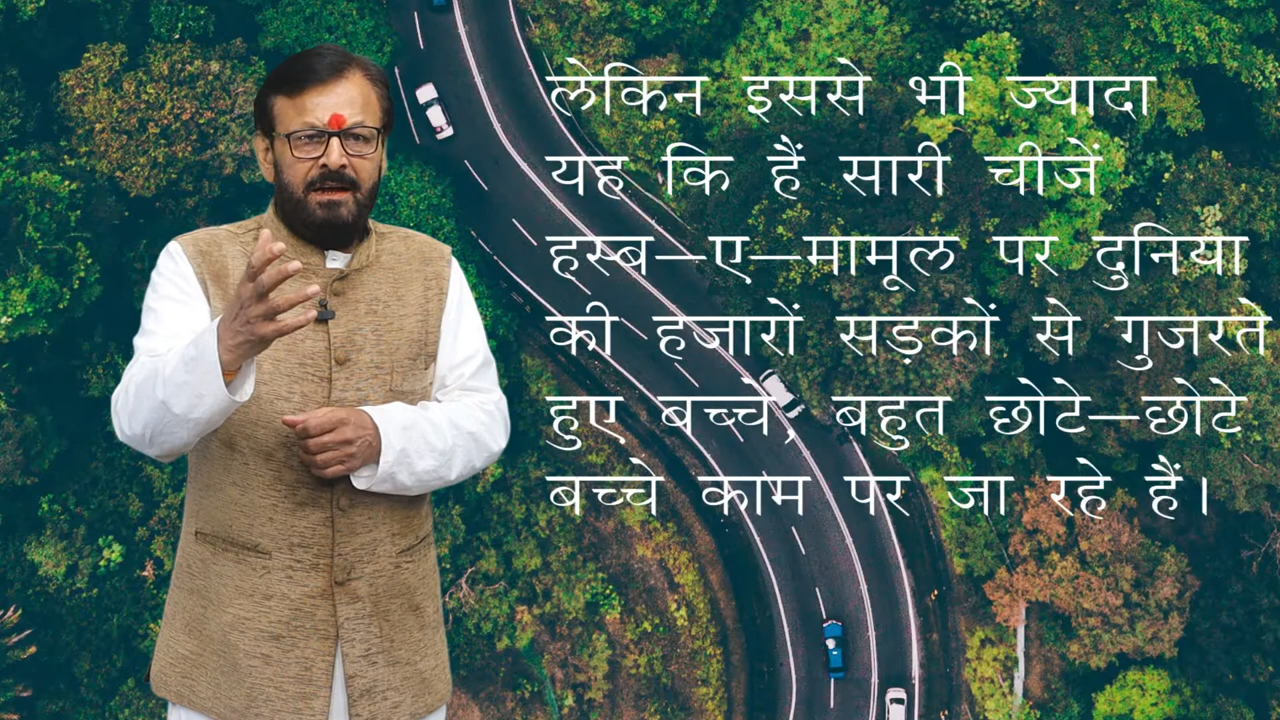 लेकिन इससे भी ज्यादा
यह कि हैं सारी चीजें
हस्ब—ए—मामूल पर दुनिया
की हजारों सड़कों से गुजरते
हुए बच्चे, बहुत छोटे—छोटे
बच्चे काम पर जा रहे हैं।